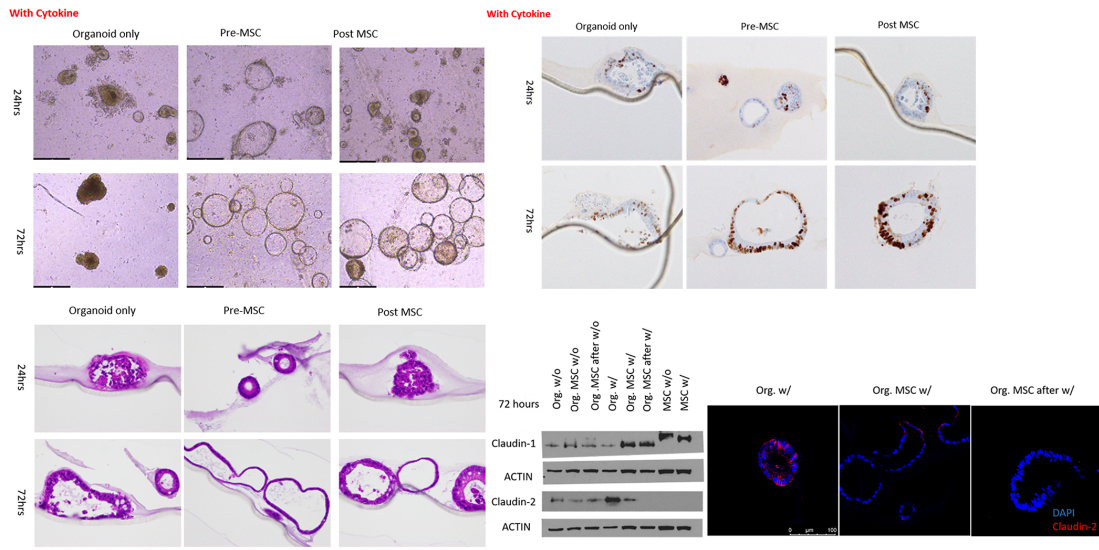 With Cytokine
Organoid only
Pre-MSC
Post MSC
24hrs
72hrs
With Cytokine
Organoid only
Pre-MSC
Post MSC
24hrs
72hrs
Organoid only
Pre-MSC
Post MSC
24hrs
72hrs
72 hours
Org. w/o
Org. MSC w/o
Org .MSC after w/o
Org. w/
Org. MSC w/
Org. MSC after w/
MSC w/o
MSC w/
Claudin-1
ACTIN
Claudin-2
ACTIN
Org. w/
Org. MSC w/
Org. MSC after w/
0 µm 100
DAPI
Claudin-2